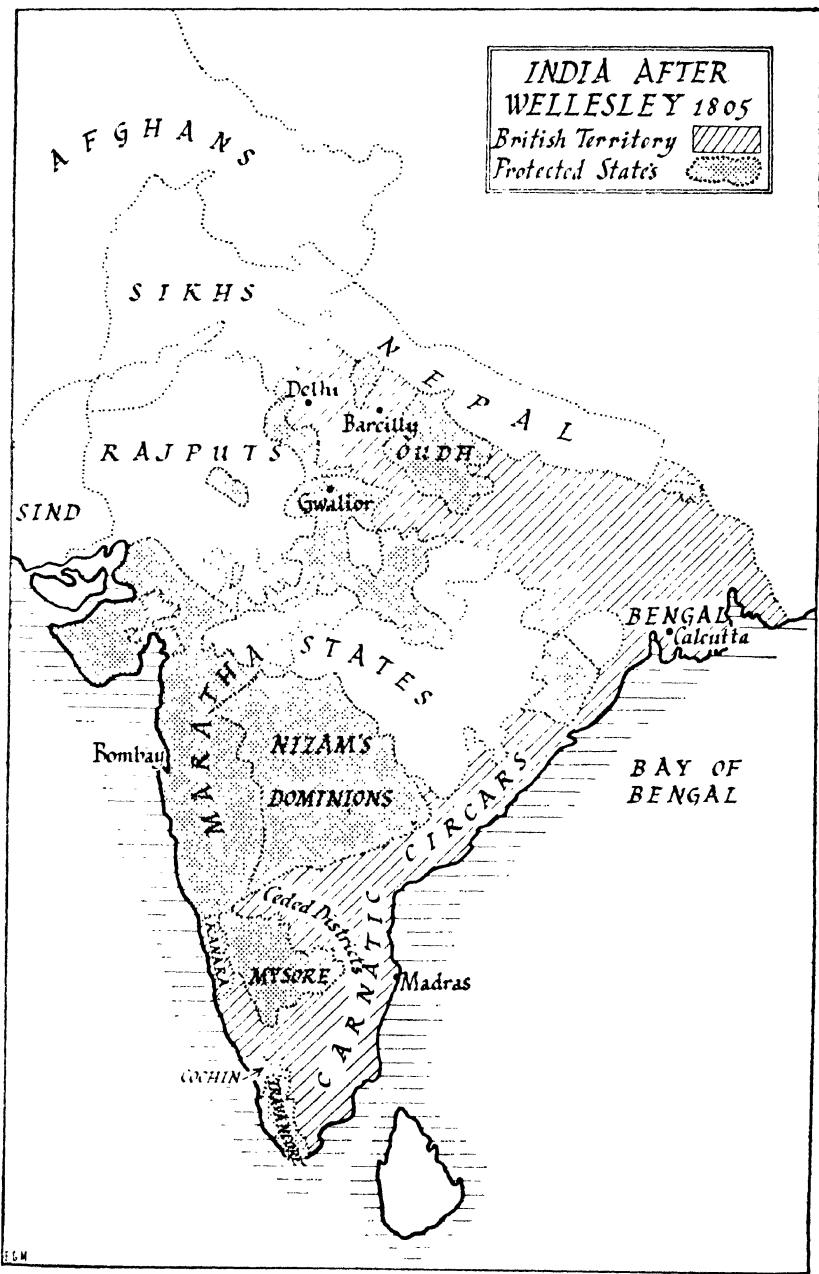 INDIA AFTER
WELLESLEY 1805
British Territory
Protected States
AFGHANS
SIKHS
NEPAL
Delhi
Bareilly
RAJPUTS
OUDH
Gwalior
SIND
BENGAL
Calcutta
MARATHA STATES
Bombay
NIZAM'S
DOMINIONS
BAY OF
BENGAL
CIRCARS
Ceded Districts
KANARA
MYSORE
CARNATIC
Madras
COCHIN
TRAVANCORE
F.G.M.